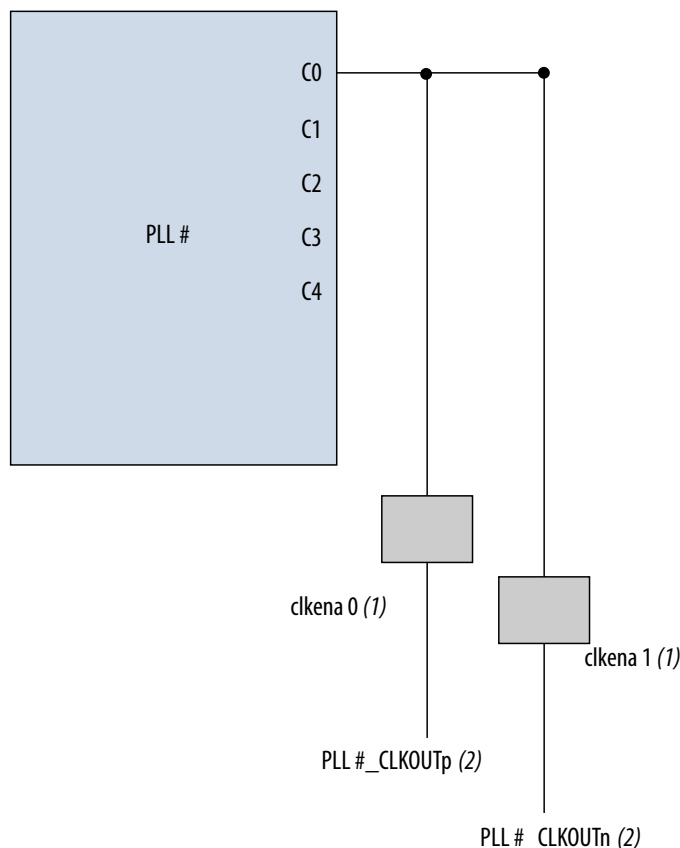 C0
C1
C2
PLL #
C3
C4
clkena 0 (1)
clkena 1 (1)
PLL #_CLKOUTp (2)
PLL # CLKOUTn (2)